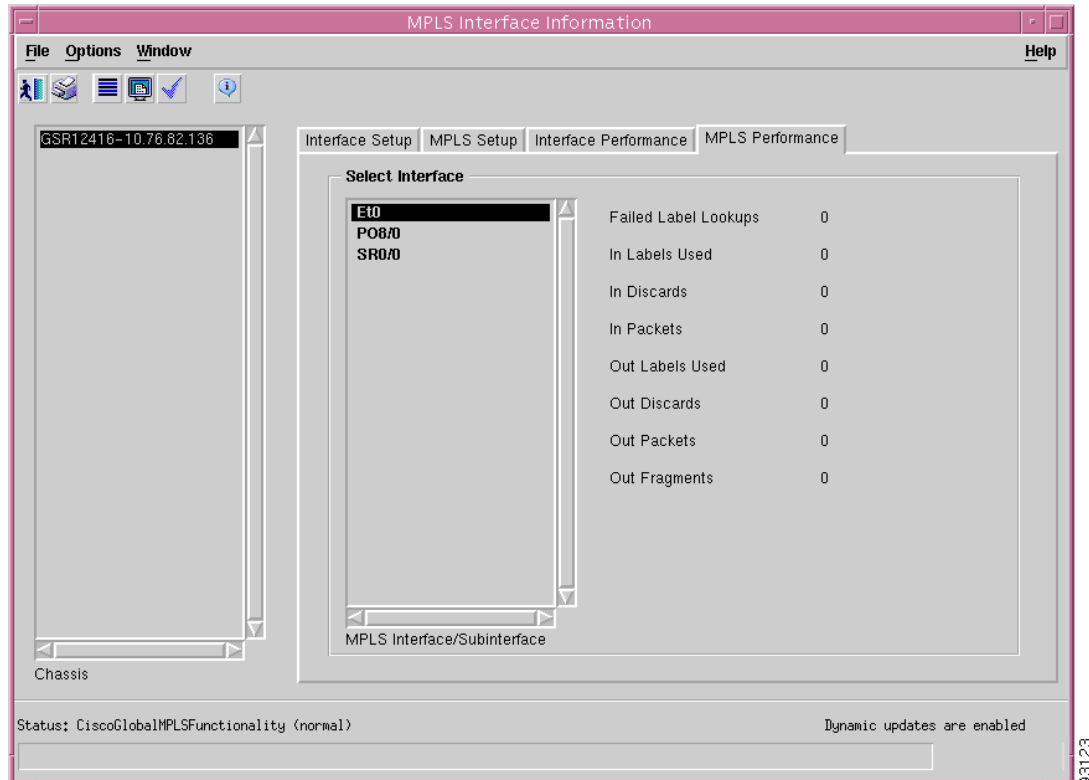 MPLS Interface Information
File Options Window Help
GSR12416-10.76.82.136
Interface Setup MPLS Setup Interface Performance MPLS Performance
Select Interface
Et0
PO8/0
SR0/0
Failed Label Lookups 0
In Labels Used 0
In Discards 0
In Packets 0
Out Labels Used 0
Out Discards 0
Out Packets 0
Out Fragments 0
MPLS Interface/Subinterface
Chassis
Status: CiscoGlobalMPLSFunctionality (normal) Dynamic updates are enabled